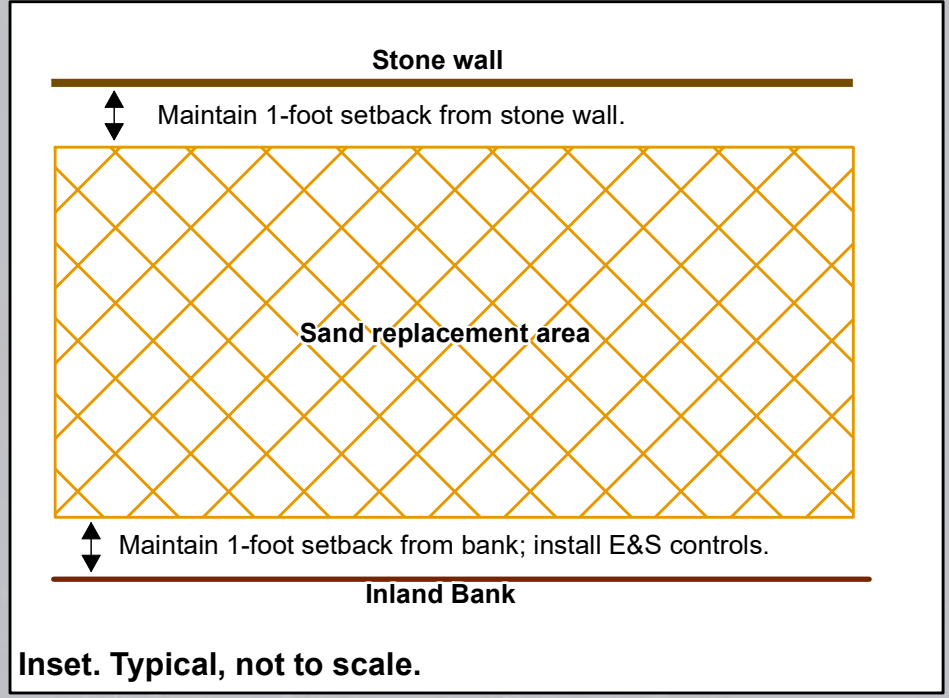 Stone wall
Maintain 1-foot setback from stone wall.
Sand replacement area
Maintain 1-foot setback from bank; install E&S controls.
Inland Bank
Inset. Typical, not to scale.